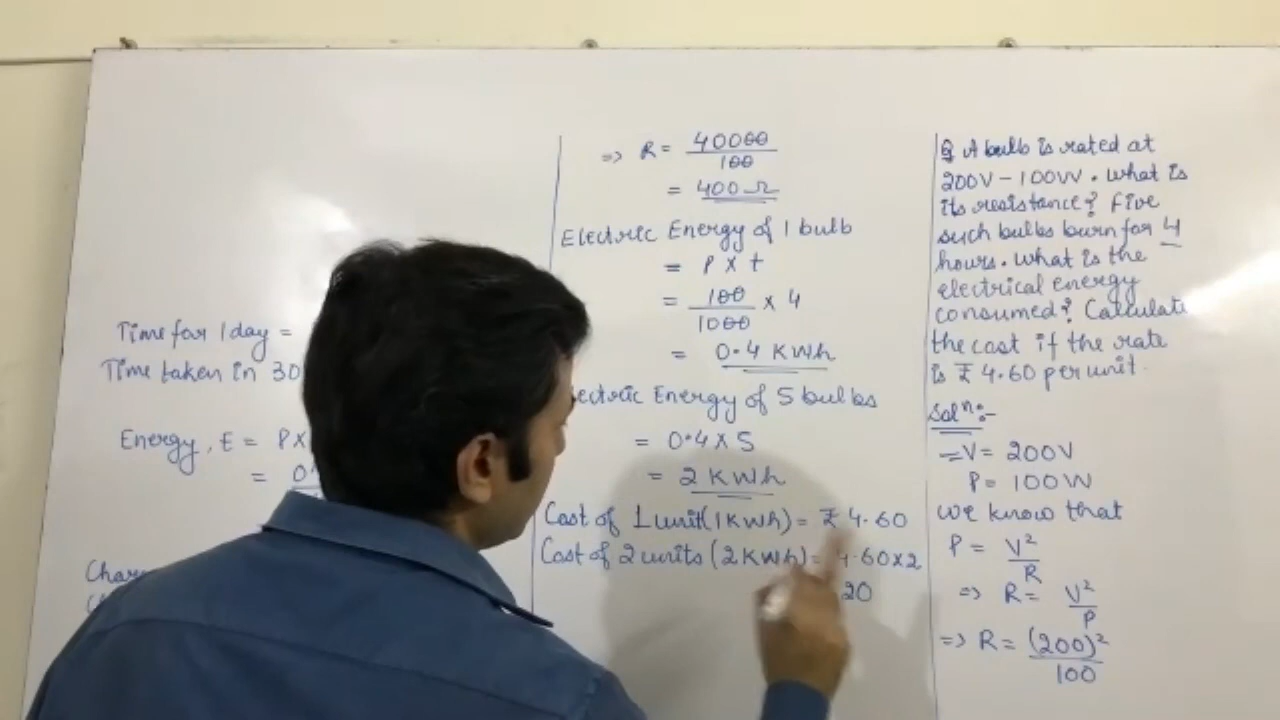 Time for 1 day =
Time taken in 30
Energy, E = P X
=
⇒ R = 40000/100
= 400 Ω
Electric Energy of 1 bulb
= P X t
= 100/1000 X 4
= 0.4 KWh
Energy of 5 bulbs
= 0.4 X 5
= 2 KWh
Cost of 1 unit (1 KWh) = ₹ 4.60
Cost of 2 units (2 KWh) = 4.60 X 2
20
Q A bulb is rated at
200V - 100W. What is
its resistance? Five
such bulbs burn for 4
hours. What is the
electrical energy
consumed? Calculate
the cost if the rate
is ₹ 4.60 per unit.
Solⁿ:-
V = 200V
P = 100W
We know that
P = V²/R
⇒ R = V²/P
⇒ R = (200)²/100